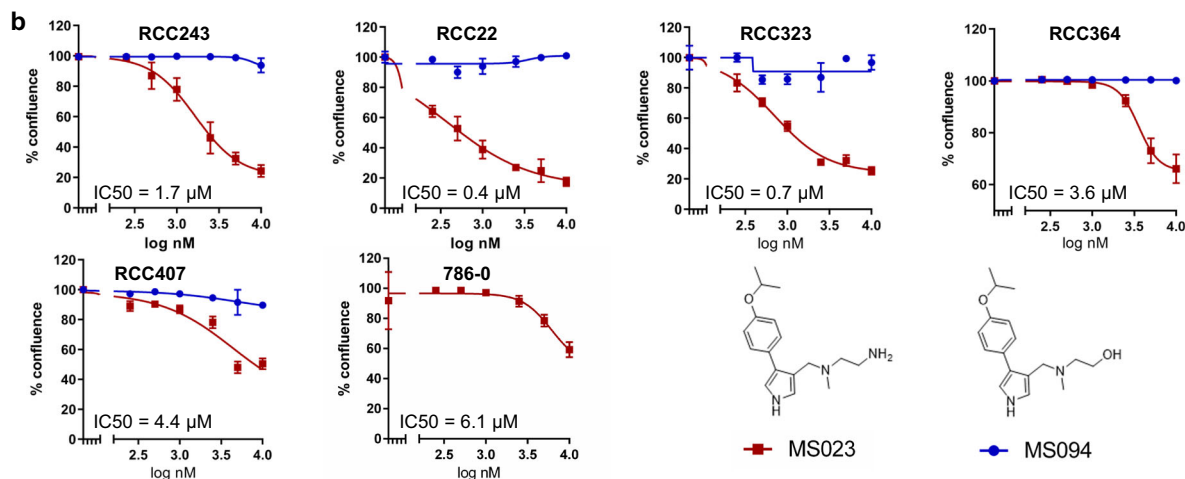 b
RCC243
% confluence
120
100
80
60
40
20
0
IC50 = 1.7 µM
2.5 3.0 3.5 4.0
log nM
RCC22
% confluence
120
100
80
60
40
20
0
IC50 = 0.4 µM
2.5 3.0 3.5 4.0
log nM
RCC323
% confluence
120
100
80
60
40
20
0
IC50 = 0.7 µM
2.5 3.0 3.5 4.0
log nM
RCC364
% confluence
120
100
80
60
IC50 = 3.6 µM
2.5 3.0 3.5 4.0
log nM
RCC407
% confluence
120
100
80
60
40
20
0
IC50 = 4.4 µM
2.5 3.0 3.5 4.0
log nM
786-0
% confluence
120
100
80
60
40
20
0
IC50 = 6.1 µM
2.5 3.0 3.5 4.0
log nM
O
N
NH2
N
H
O
N
OH
N
H
MS023
MS094